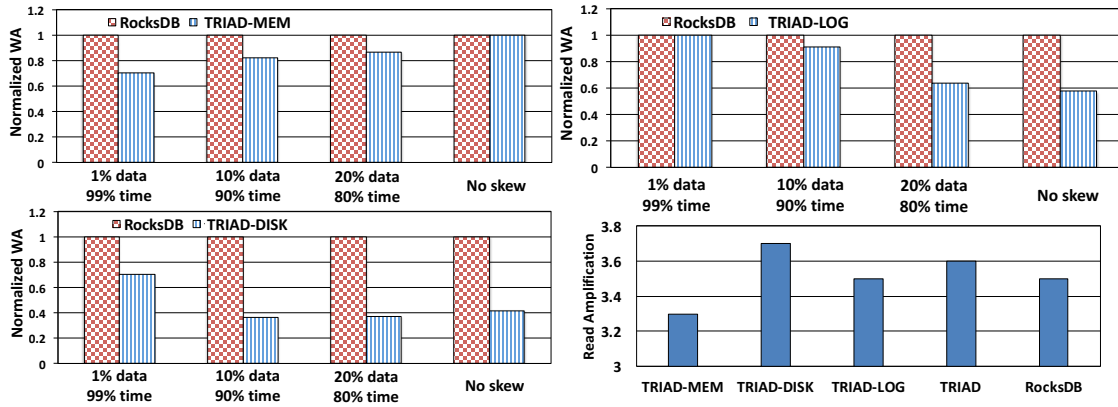 RocksDB TRIAD-MEM
Normalized WA
1.2
1
0.8
0.6
0.4
0.2
0
1% data 10% data 20% data No skew
99% time 90% time 80% time
RocksDB TRIAD-LOG
Normalized WA
1.2
1
0.8
0.6
0.4
0.2
0
1% data 10% data 20% data No skew
99% time 90% time 80% time
RocksDB TRIAD-DISK
Normalized WA
1.2
1
0.8
0.6
0.4
0.2
0
1% data 10% data 20% data No skew
99% time 90% time 80% time
Read Amplification
3.8
3.6
3.4
3.2
3
TRIAD-MEM TRIAD-DISK TRIAD-LOG TRIAD RocksDB